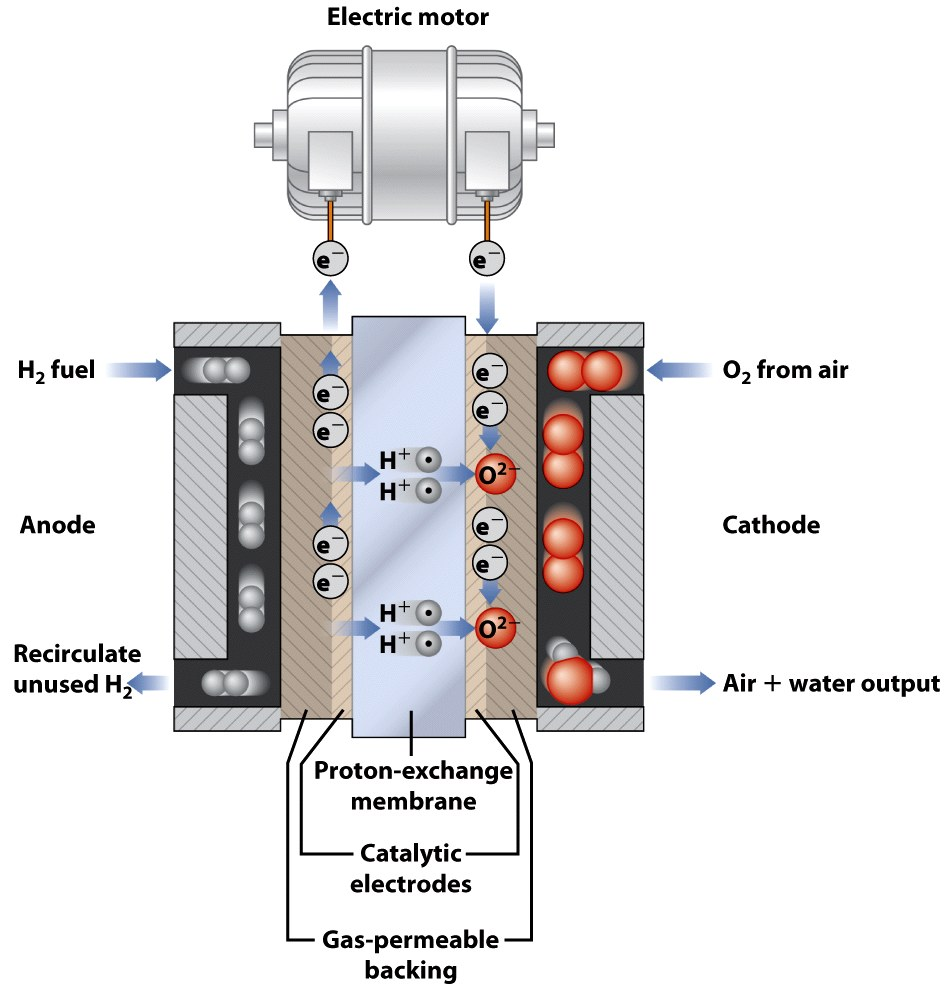 Electric motor
e⁻
e⁻
H₂ fuel
O₂ from air
e⁻
e⁻
e⁻
e⁻
H⁺
H⁺
O²⁻
Anode
Cathode
e⁻
e⁻
e⁻
e⁻
H⁺
H⁺
O²⁻
Recirculate
unused H₂
Air + water output
Proton-exchange
membrane
Catalytic
electrodes
Gas-permeable
backing